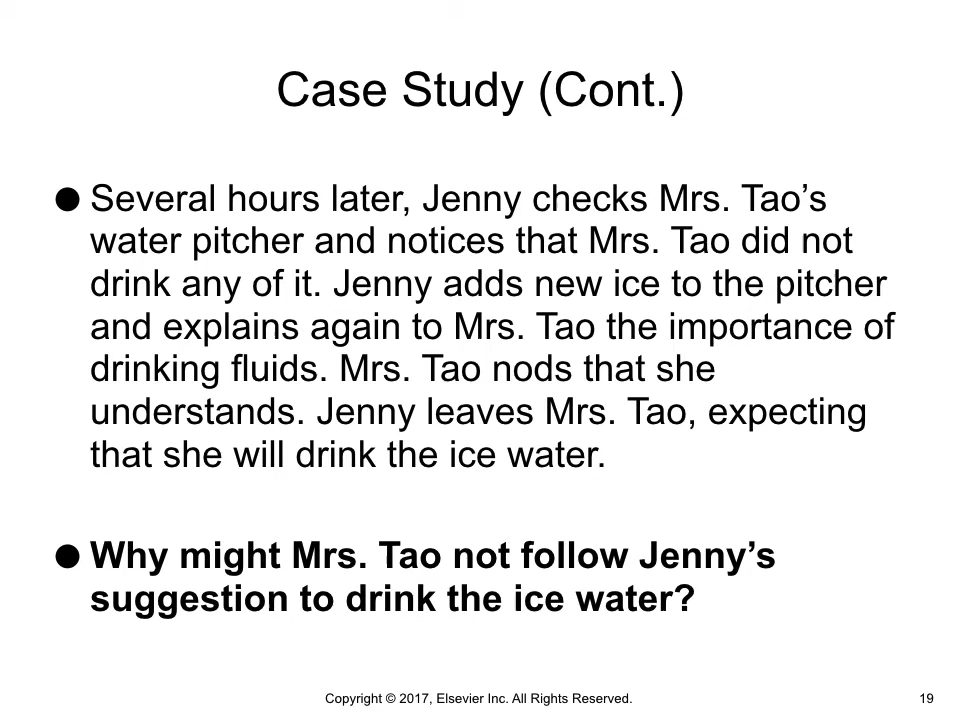 Case Study (Cont.)
● Several hours later, Jenny checks Mrs. Tao’s
water pitcher and notices that Mrs. Tao did not
drink any of it. Jenny adds new ice to the pitcher
and explains again to Mrs. Tao the importance of
drinking fluids. Mrs. Tao nods that she
understands. Jenny leaves Mrs. Tao, expecting
that she will drink the ice water.
● Why might Mrs. Tao not follow Jenny’s
suggestion to drink the ice water?
Copyright © 2017, Elsevier Inc. All Rights Reserved. 19